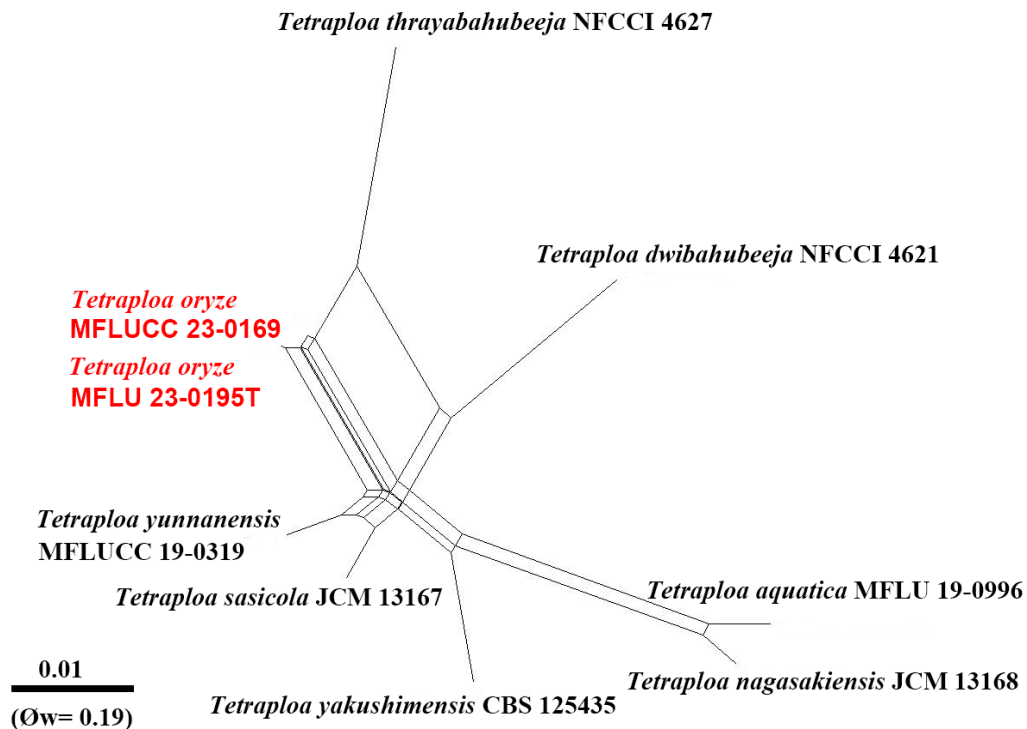 Tetraploa thrayabahubeeja NFCCI 4627
Tetraploa dwibahubeeja NFCCI 4621
Tetraploa oryze
MFLUCC 23-0169
Tetraploa oryze
MFLU 23-0195T
Tetraploa yunnanensis
MFLUCC 19-0319
Tetraploa sasicola JCM 13167
Tetraploa aquatica MFLU 19-0996
Tetraploa nagasakiensis JCM 13168
Tetraploa yakushimensis CBS 125435
0.01
(Øw= 0.19)